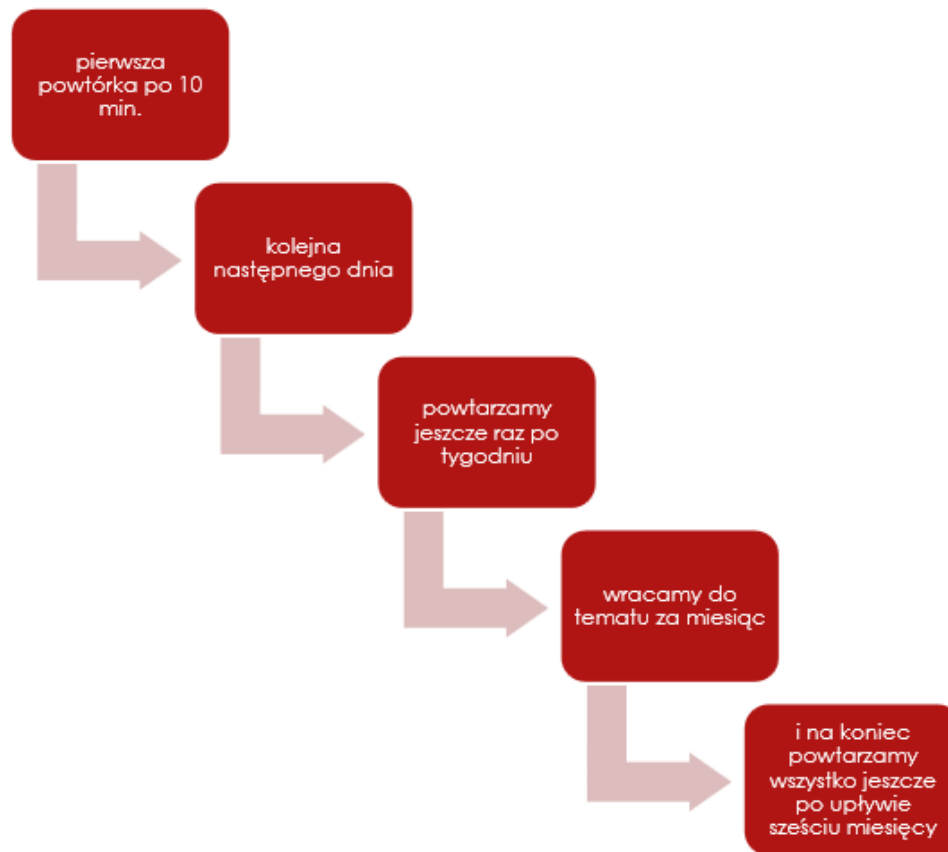 pierwsza
powtórka po 10
min.
kolejna
następnego dnia
powtarzamy
jeszcze raz po
tygodniu
wracamy do
tematu za miesiąc
i na koniec
powtarzamy
wszystko jeszcze
po upływie
sześciu miesięcy